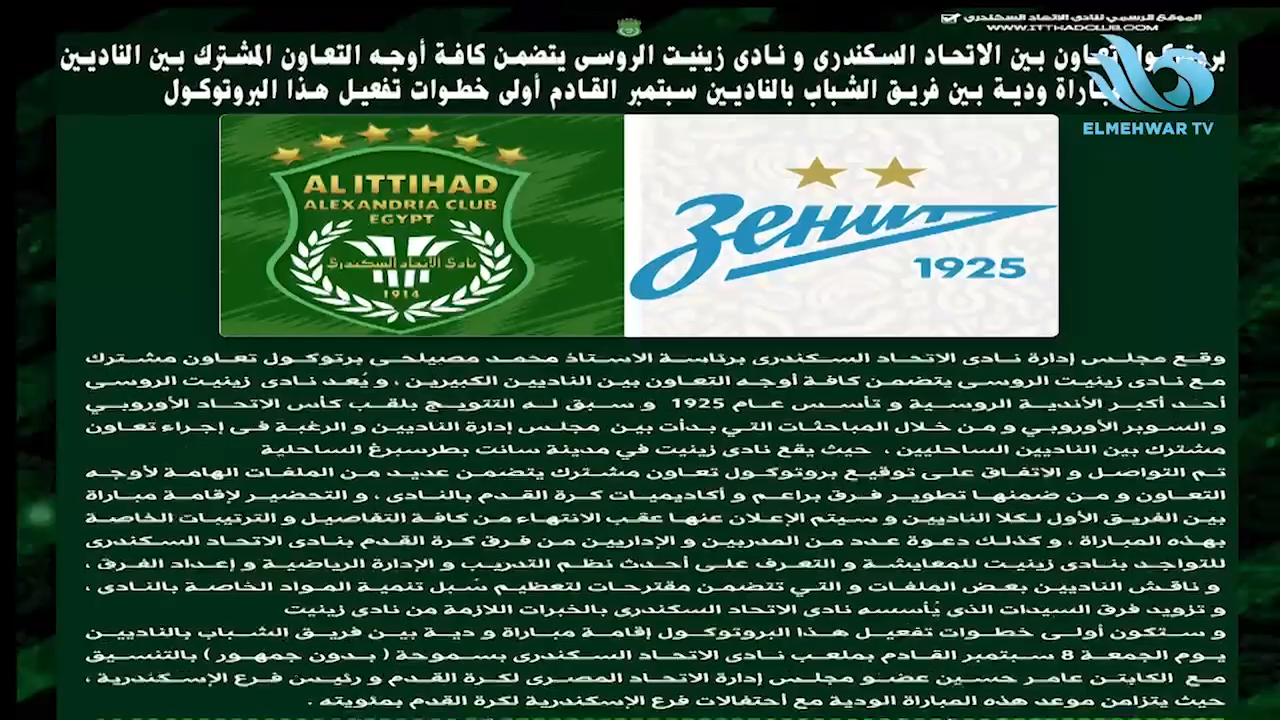 الموقع الرسمي لنادى الاتحاد السكندرى
WWW.ITTIHADCLUB.COM
بروتوكول تعاون بين الاتحاد السكندرى و نادى زينيت الروسى يتضمن كافة أوجه التعاون المشترك بين الناديين
مباراة ودية بين فريق الشباب بالناديين سبتمبر القادم أولى خطوات تفعيل هذا البروتوكول
ELMEHWAR TV
AL ITTIHAD
ALEXANDRIA CLUB
EGYPT
نادى الاتحاد السكندرى
1914
Зенит
1925
وقع مجلس إدارة نادى الاتحاد السكندرى برئاسة الاستاذ محمد مصيلحى برتوكول تعاون مشترك
مع نادى زينيت الروسى يتضمن كافة أوجه التعاون بين الناديين الكبيرين ، و يُعد نادى زينيت الروسي
أحد أكبر الأندية الروسية و تأسس عام 1925 و سبق له التتويج بلقب كأس الاتحاد الأوروبي
و السوبر الأوروبي و من خلال المباحثات التي بدأت بين مجلس إدارة الناديين و الرغبة فى إجراء تعاون
مشترك بين الناديين الساحليين ، حيث يقع نادى زينيت في مدينة سانت بطرسبرغ الساحلية
تم التواصل و الاتفاق على توقيع بروتوكول تعاون مشترك يتضمن عديد من الملفات الهامة لأوجه
التعاون و من ضمنها تطوير فرق براعم و أكاديميات كرة القدم بالنادى ، و التحضير لإقامة مباراة
بين الفريق الأول لكلا الناديين و سيتم الإعلان عنها عقب الانتهاء من كافة التفاصيل و الترتيبات الخاصة
بهذه المباراة ، و كذلك دعوة عدد من المدربين و الإداريين من فرق كرة القدم بنادى الاتحاد السكندرى
للتواجد بنادى زينيت للمعايشة و التعرف على أحدث نظم التدريب و الإدارة الرياضية و إعداد الفرق ،
و ناقش الناديين بعض الملفات و التي تتضمن مقترحات لتعظيم سُبل تنمية المواد الخاصة بالنادى ،
و تزويد فرق السيدات الذى يُأسسه نادى الاتحاد السكندرى بالخبرات اللازمة من نادى زينيت
و ستكون أولى خطوات تفعيل هذا البروتوكول إقامة مباراة و دية بين فريق الشباب بالناديين
يوم الجمعة 8 سبتمبر القادم بملعب نادى الاتحاد السكندرى بسموحة ( بدون جمهور ) بالتنسيق
مع الكابتن عامر حسين عضو مجلس إدارة الاتحاد المصرى لكرة القدم و رئيس فرع الإسكندرية ،
حيث يتزامن موعد هذه المباراة الودية مع أحتفالات فرع الإسكندرية لكرة القدم بمئويته .